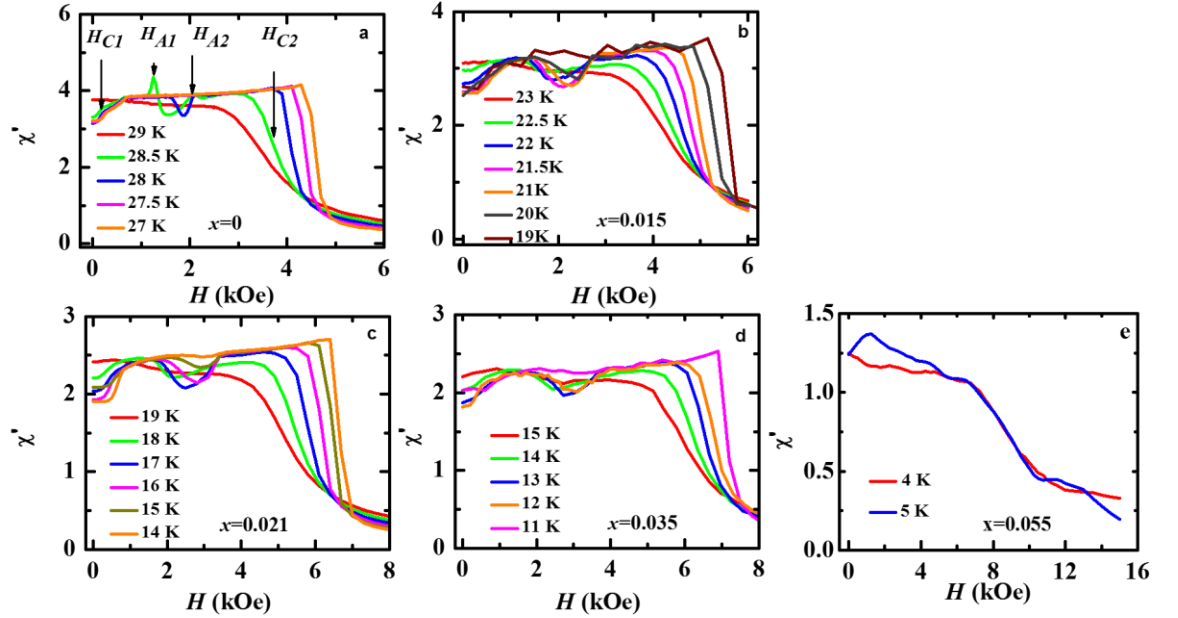 H_C1 H_A1 H_A2 H_C2 a
6
4
2
0
χ'
29 K
28.5 K
28 K
27.5 K
27 K
x=0
0 2 4 6
H (kOe)
b
4
3
2
1
0
χ'
23 K
22.5 K
22 K
21.5K
21K
20K
19K
x=0.015
0 2 4 6
H (kOe)
c
3
2
1
0
χ'
19 K
18 K
17 K
16 K
15 K
14 K
x=0.021
0 2 4 6 8
H (kOe)
d
3
2
1
0
χ'
15 K
14 K
13 K
12 K
11 K
x=0.035
0 2 4 6 8
H (kOe)
e
1.5
1.0
0.5
0.0
χ'
4 K
5 K
x=0.055
0 4 8 12 16
H (kOe)